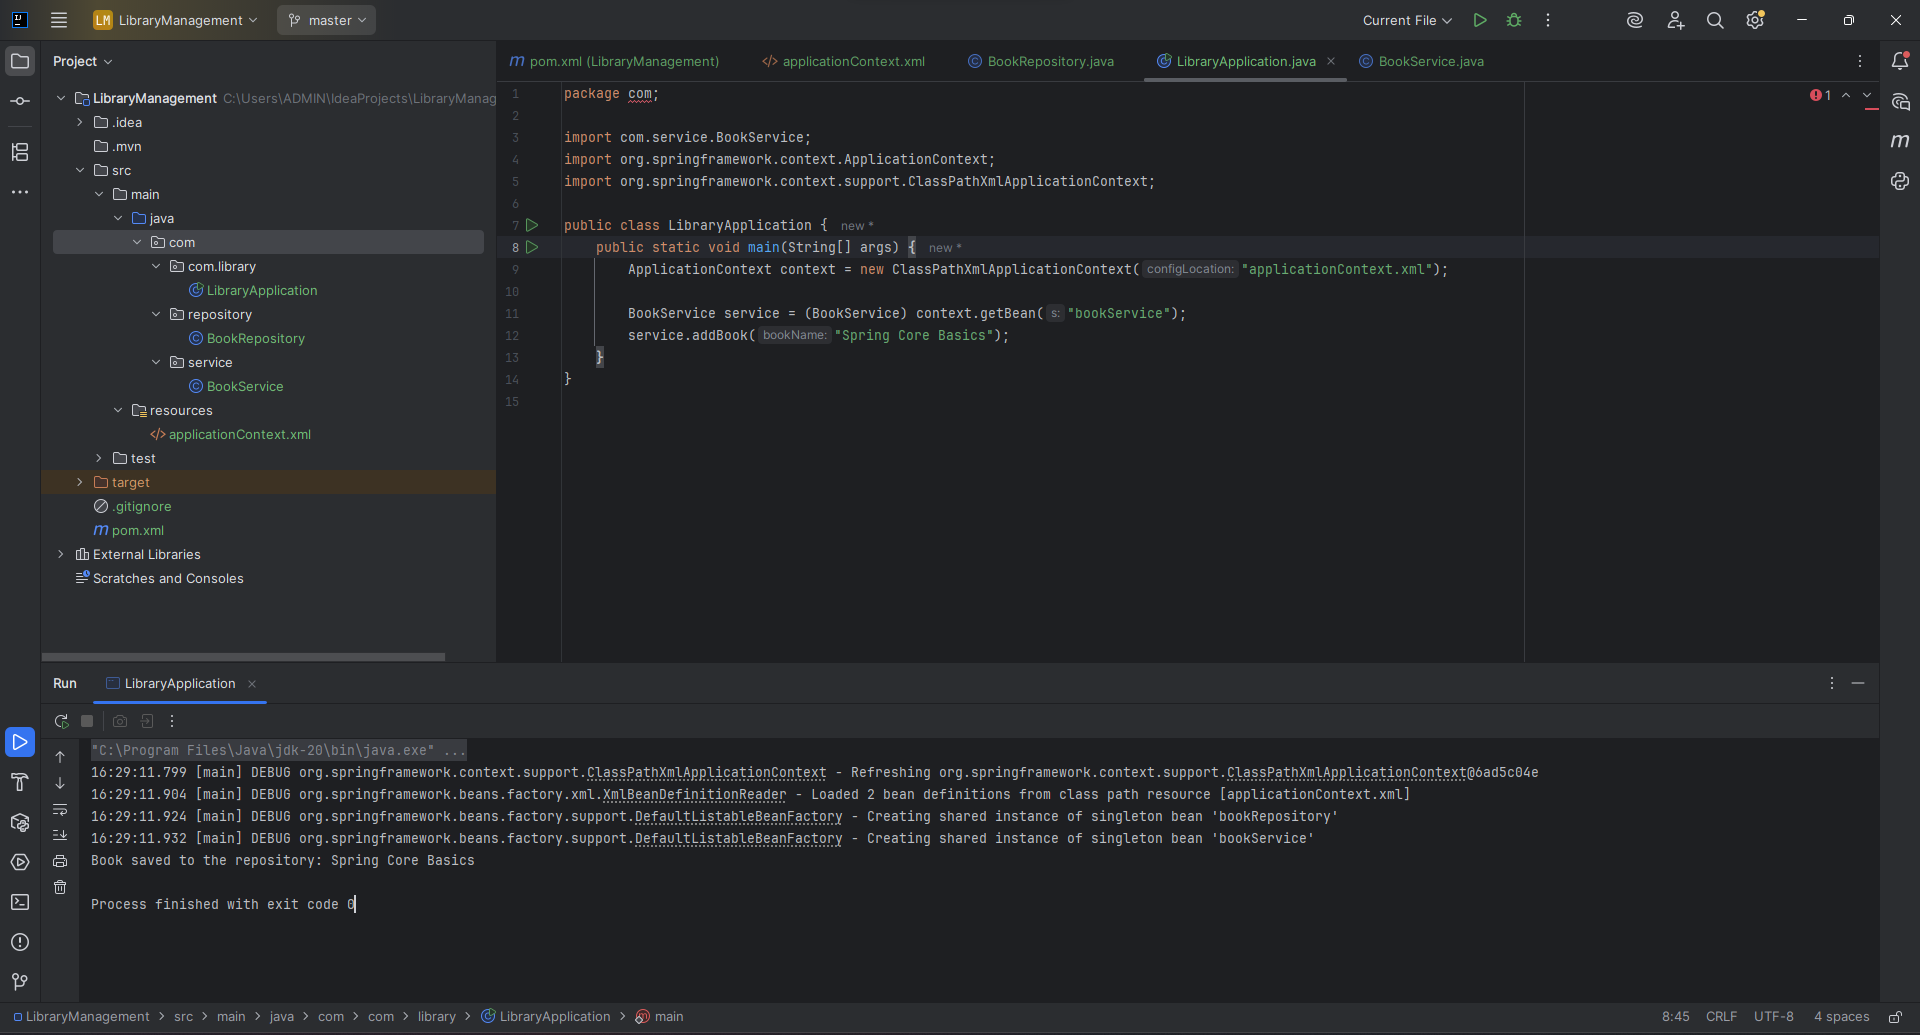 LM LibraryManagement master Current File
Project
pom.xml (LibraryManagement) applicationContext.xml BookRepository.java LibraryApplication.java BookService.java
LibraryManagement C:\Users\ADMIN\IdeaProjects\LibraryManag
.idea
.mvn
src
main
java
com
com.library
LibraryApplication
repository
BookRepository
service
BookService
resources
applicationContext.xml
test
target
.gitignore
pom.xml
External Libraries
Scratches and Consoles
1 package com;
2
3 import com.service.BookService;
4 import org.springframework.context.ApplicationContext;
5 import org.springframework.context.support.ClassPathXmlApplicationContext;
6
7 public class LibraryApplication { new *
8 public static void main(String[] args) { new *
9 ApplicationContext context = new ClassPathXmlApplicationContext( configLocation: "applicationContext.xml");
10
11 BookService service = (BookService) context.getBean( s: "bookService");
12 service.addBook( bookName: "Spring Core Basics");
13 }
14 }
15
1
Run LibraryApplication
"C:\Program Files\Java\jdk-20\bin\java.exe" ...
16:29:11.799 [main] DEBUG org.springframework.context.support.ClassPathXmlApplicationContext - Refreshing org.springframework.context.support.ClassPathXmlApplicationContext@6ad5c04e
16:29:11.904 [main] DEBUG org.springframework.beans.factory.xml.XmlBeanDefinitionReader - Loaded 2 bean definitions from class path resource [applicationContext.xml]
16:29:11.924 [main] DEBUG org.springframework.beans.factory.support.DefaultListableBeanFactory - Creating shared instance of singleton bean 'bookRepository'
16:29:11.932 [main] DEBUG org.springframework.beans.factory.support.DefaultListableBeanFactory - Creating shared instance of singleton bean 'bookService'
Book saved to the repository: Spring Core Basics
Process finished with exit code 0
LibraryManagement > src > main > java > com > com > library > LibraryApplication > main 8:45 CRLF UTF-8 4 spaces